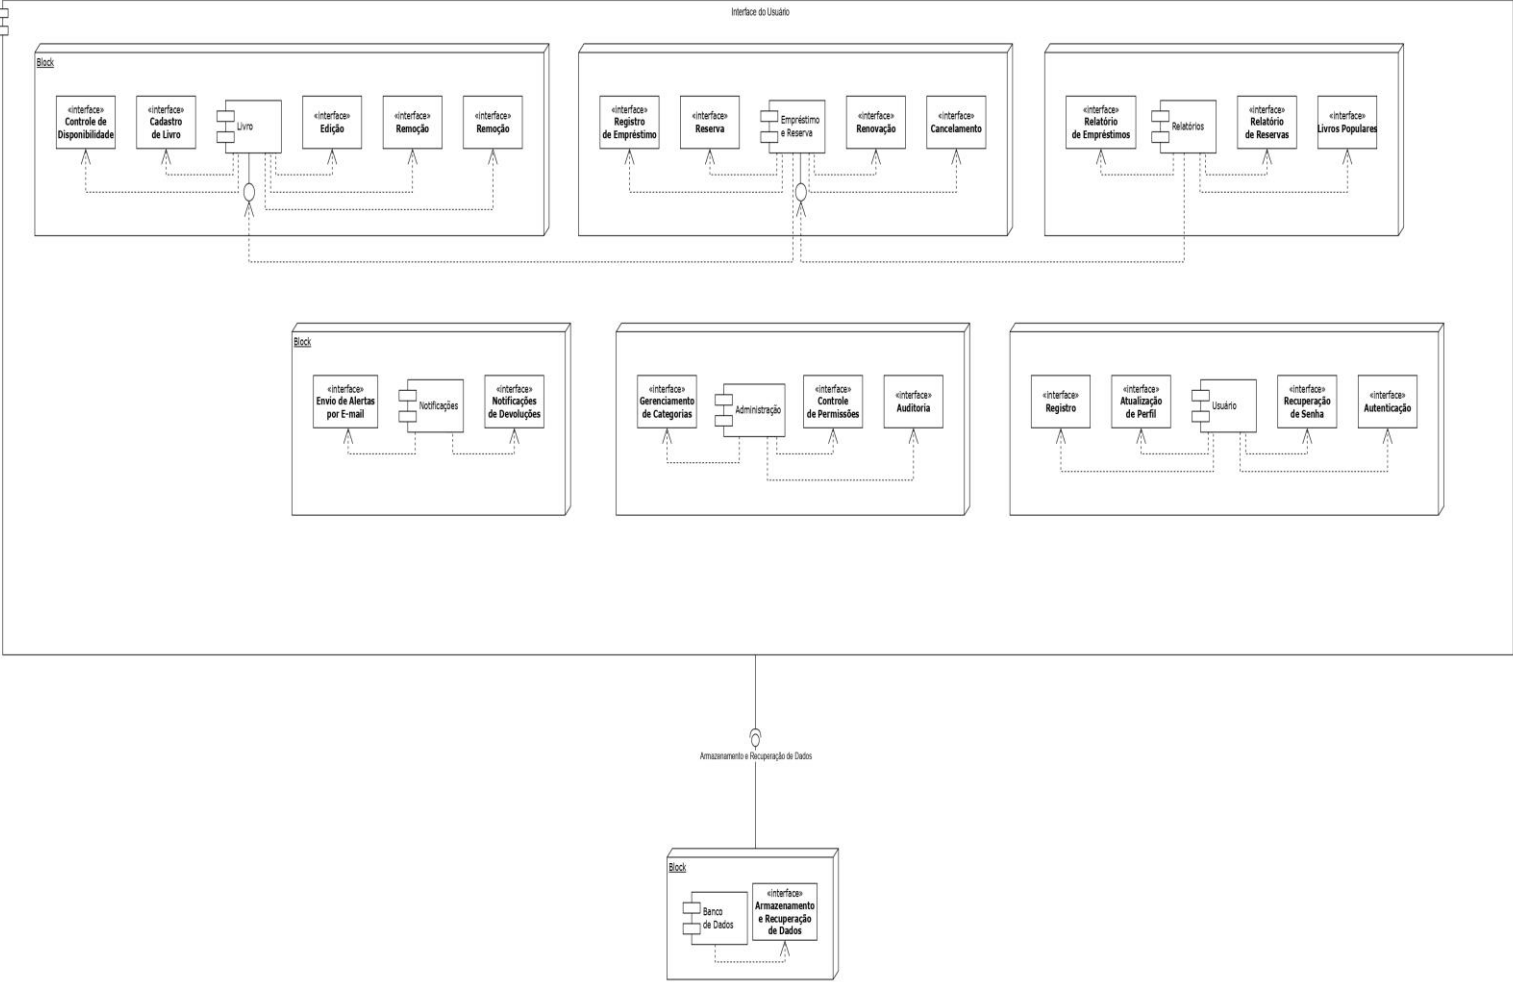 Interface do Usuário
Block
«interface»
Controle de
Disponibilidade
«interface»
Cadastro
de Livro
Livro
«interface»
Edição
«interface»
Remoção
«interface»
Remoção
«interface»
Registro
de Empréstimo
«interface»
Reserva
Empréstimo
e Reserva
«interface»
Renovação
«interface»
Cancelamento
«interface»
Relatório
de Empréstimos
Relatórios
«interface»
Relatório
de Reservas
«interface»
Livros Populares
Block
«interface»
Envio de Alertas
por E-mail
Notificações
«interface»
Notificações
de Devoluções
«interface»
Gerenciamento
de Categorias
Administração
«interface»
Controle
de Permissões
«interface»
Auditoria
«interface»
Registro
«interface»
Atualização
de Perfil
Usuário
«interface»
Recuperação
de Senha
«interface»
Autenticação
Armazenamento e Recuperação de Dados
Block
Banco
de Dados
«interface»
Armazenamento
e Recuperação
de Dados